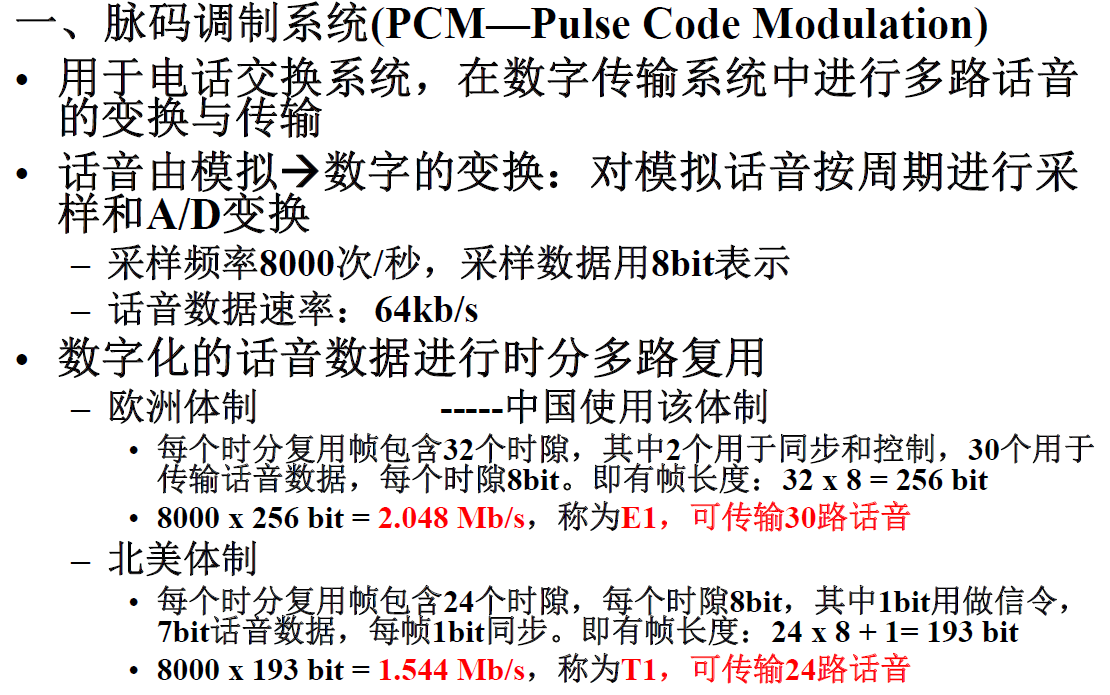 一、脉码调制系统(PCM—Pulse Code Modulation)
• 用于电话交换系统，在数字传输系统中进行多路话音
的变换与传输
• 话音由模拟→数字的变换：对模拟话音按周期进行采
样和A/D变换
– 采样频率8000次/秒，采样数据用8bit表示
– 话音数据速率：64kb/s
• 数字化的话音数据进行时分多路复用
– 欧洲体制 -----中国使用该体制
• 每个时分复用帧包含32个时隙，其中2个用于同步和控制，30个用于
传输话音数据，每个时隙8bit。即有帧长度：32 x 8 = 256 bit
• 8000 x 256 bit = 2.048 Mb/s，称为E1，可传输30路话音
– 北美体制
• 每个时分复用帧包含24个时隙，每个时隙8bit，其中1bit用做信令，
7bit话音数据，每帧1bit同步。即有帧长度：24 x 8 + 1= 193 bit
• 8000 x 193 bit = 1.544 Mb/s，称为T1，可传输24路话音